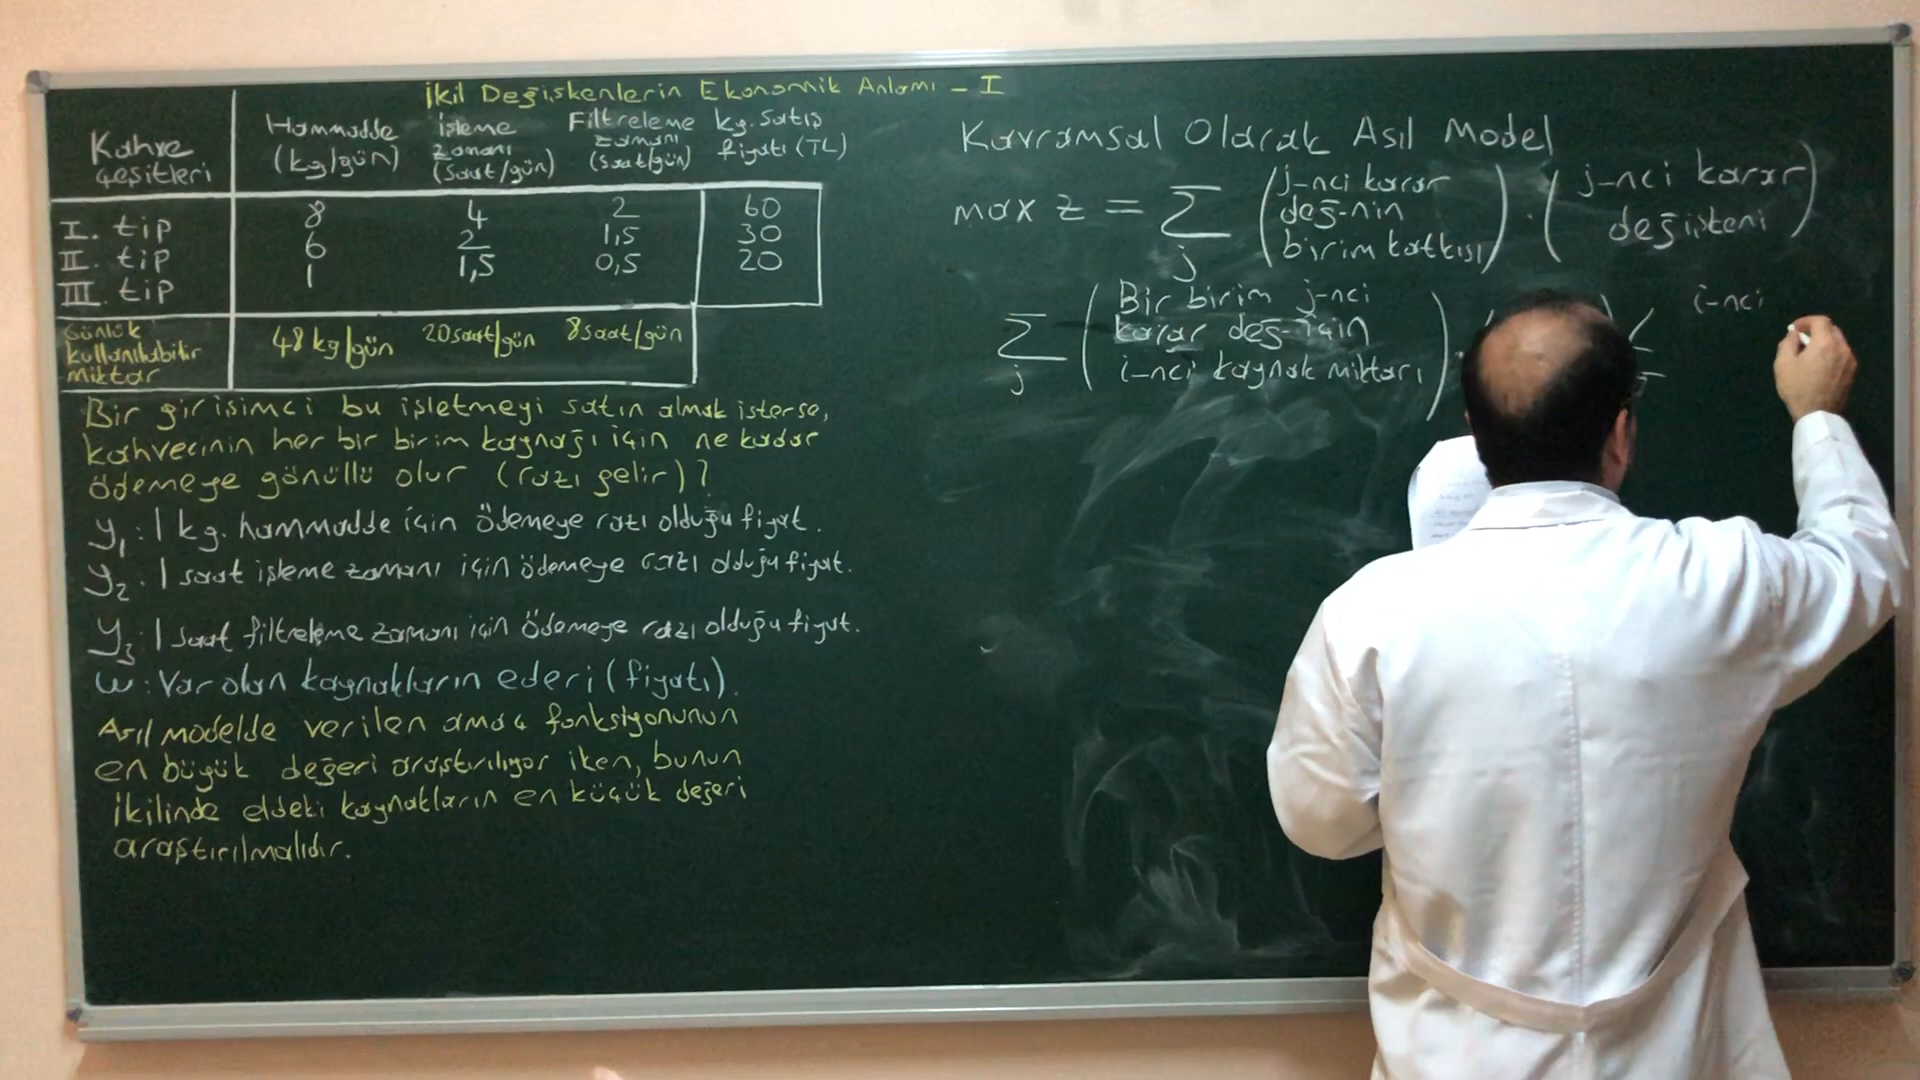 İkil Değişkenlerin Ekonomik Anlamı - I
Kahve çeşitleri
Hammadde (kg/gün)
işleme zamanı (saat/gün)
Filtreleme zamanı (saat/gün)
kg. satış fiyatı (TL)
I. tip 8 4 2 60
II. tip 6 2 1,5 30
III. tip 1 1,5 0,5 20
Günlük kullanılabilir miktar 48 kg/gün 20 saat/gün 8 saat/gün
Bir girişimci bu işletmeyi satın almak isterse,
kahvecinin her bir birim kaynağı için ne kadar
ödemeye gönüllü olur (razı gelir)?
y₁: 1 kg. hammadde için ödemeye razı olduğu fiyat.
y₂: 1 saat işleme zamanı için ödemeye razı olduğu fiyat.
y₃: 1 saat filtreleme zamanı için ödemeye razı olduğu fiyat.
w: Var olan kaynakların ederi (fiyatı).
Asıl modelde verilen amaç fonksiyonunun
en büyük değeri araştırılıyor iken, bunun
ikilinde eldeki kaynakların en küçük değeri
araştırılmalıdır.
Kavramsal Olarak Asıl Model
max z = ∑ j (j-nci karar değ-nin birim katkısı) . (j-nci karar değişkeni)
∑ j (Bir birim j-nci karar değ- için i-nci kaynak miktarı) . ( ) ≤ i-nci